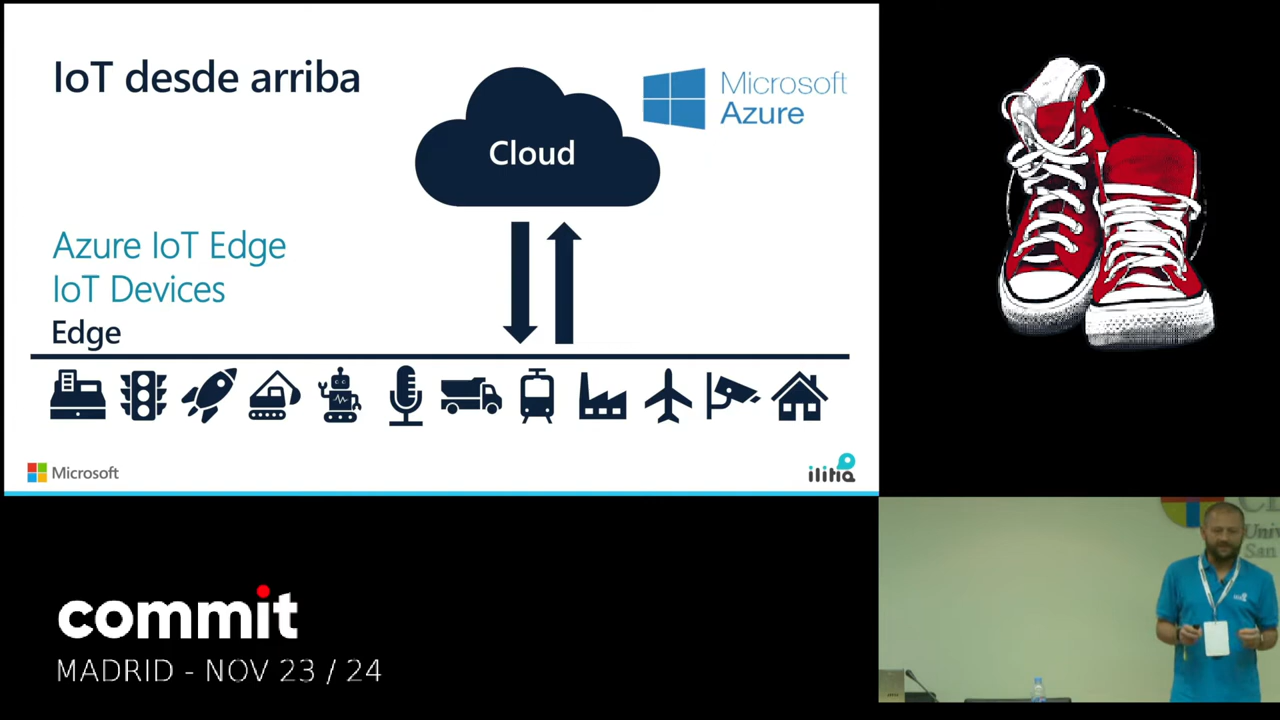 IoT desde arriba
Cloud
Microsoft
Azure
Azure IoT Edge
IoT Devices
Edge
Microsoft
ilitia
commit
MADRID - NOV 23 / 24
San